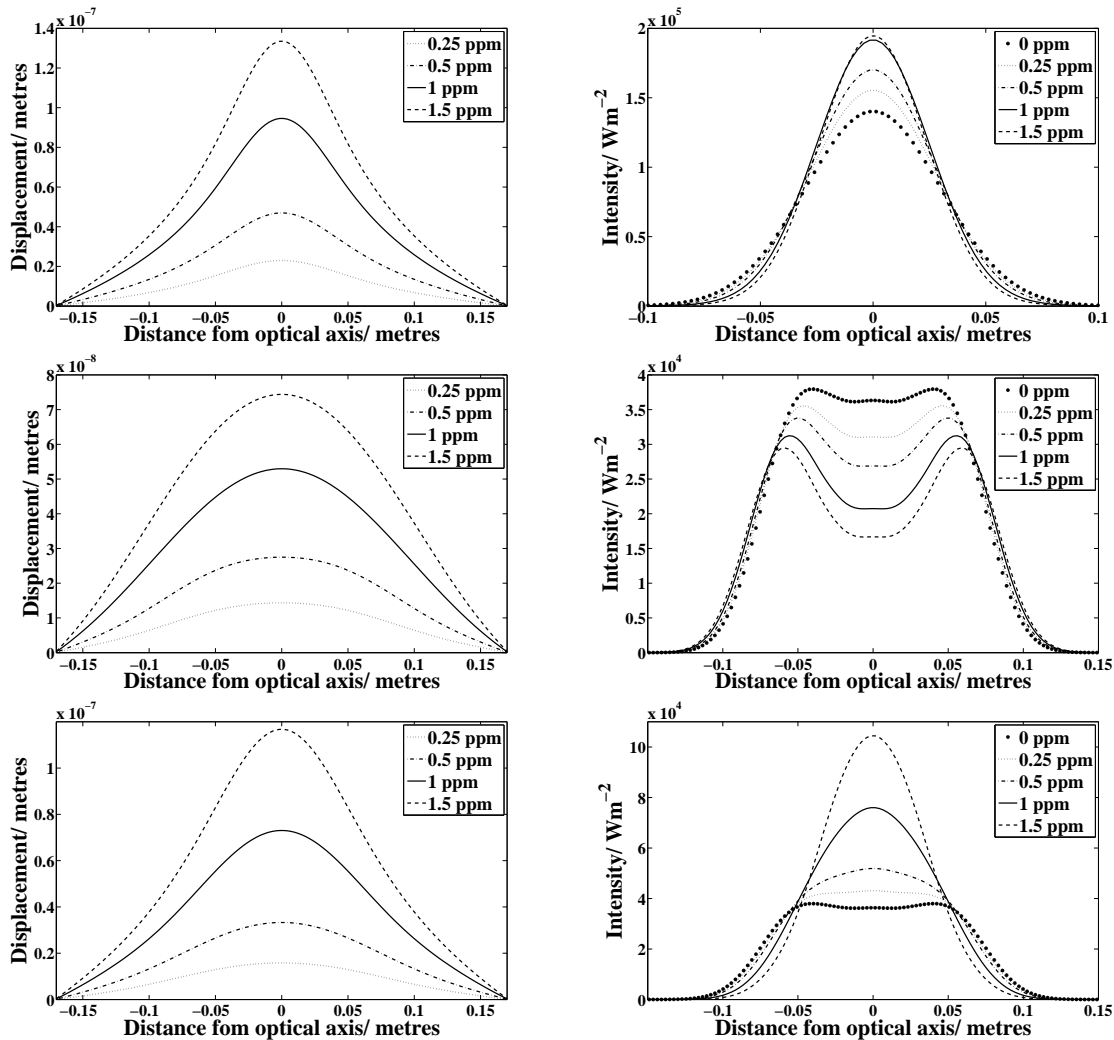 x 10−7
1.4
1.2
1
0.8
0.6
0.4
0.2
0
−0.15 −0.1 −0.05 0 0.05 0.1 0.15
Displacement/ metres
Distance fom optical axis/ metres
0.25 ppm
0.5 ppm
1 ppm
1.5 ppm
x 105
2
1.5
1
0.5
0
−0.1 −0.05 0 0.05 0.1
Intensity/ Wm−2
Distance fom optical axis/ metres
0 ppm
0.25 ppm
0.5 ppm
1 ppm
1.5 ppm
x 10−8
8
7
6
5
4
3
2
1
0
−0.15 −0.1 −0.05 0 0.05 0.1 0.15
Displacement/ metres
Distance fom optical axis/ metres
0.25 ppm
0.5 ppm
1 ppm
1.5 ppm
x 104
4
3.5
3
2.5
2
1.5
1
0.5
0
−0.1 −0.05 0 0.05 0.1 0.15
Intensity/ Wm−2
Distance fom optical axis/ metres
0 ppm
0.25 ppm
0.5 ppm
1 ppm
1.5 ppm
x 10−7
1
0.8
0.6
0.4
0.2
0
−0.15 −0.1 −0.05 0 0.05 0.1 0.15
Displacement/ metres
Distance fom optical axis/ metres
0.25 ppm
0.5 ppm
1 ppm
1.5 ppm
x 104
10
8
6
4
2
0
−0.1 −0.05 0 0.05 0.1 0.15
Intensity/ Wm−2
Distance fom optical axis/ metres
0 ppm
0.25 ppm
0.5 ppm
1 ppm
1.5 ppm